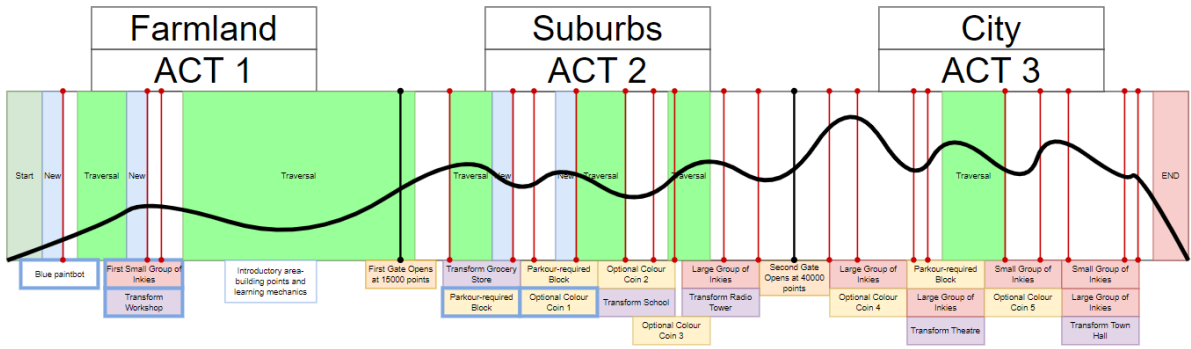 Farmland
Suburbs
City
ACT 1
ACT 2
ACT 3
Start
New
Traversal
New
Traversal
Traversal
New
New
Traversal
Traversal
Traversal
END
Blue paintbot
First Small Group of
Inkies
Transform
Workshop
Introductory area-
building points and
learning mechanics
First Gate Opens
at 15000 points
Transform Grocery
Store
Parkour-required
Block
Parkour-required
Block
Optional Colour
Coin 1
Optional Colour
Coin 2
Transform School
Optional Colour
Coin 3
Large Group of
Inkies
Transform Radio
Tower
Second Gate
Opens at 40000
points
Large Group of
Inkies
Optional Colour
Coin 4
Parkour-required
Block
Large Group of
Inkies
Transform Theatre
Small Group of
Inkies
Optional Colour
Coin 5
Small Group of
Inkies
Large Group of
Inkies
Transform Town
Hall